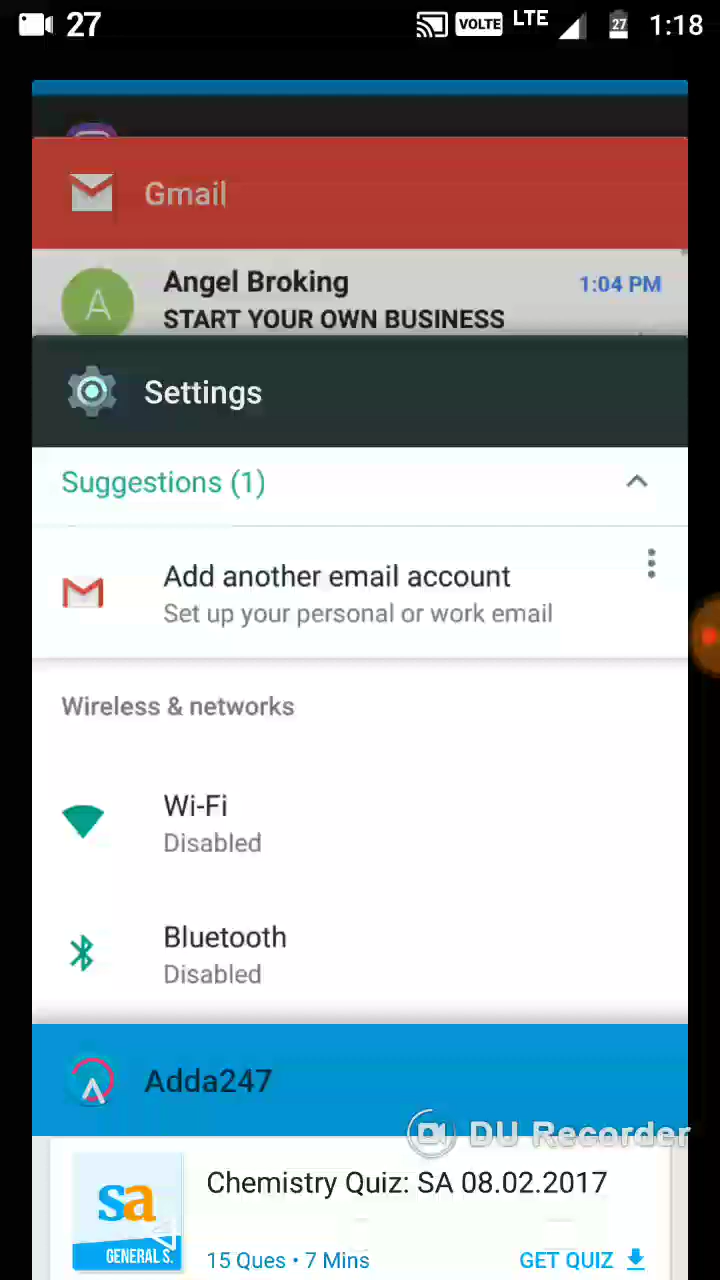 27 VOLTE LTE 27 1:18
Gmail
A Angel Broking 1:04 PM
START YOUR OWN BUSINESS
Settings
Suggestions (1)
Add another email account
Set up your personal or work email
Wireless & networks
Wi-Fi
Disabled
Bluetooth
Disabled
Adda247
DU Recorder
Chemistry Quiz: SA 08.02.2017
sa
GENERAL S.
15 Ques • 7 Mins GET QUIZ